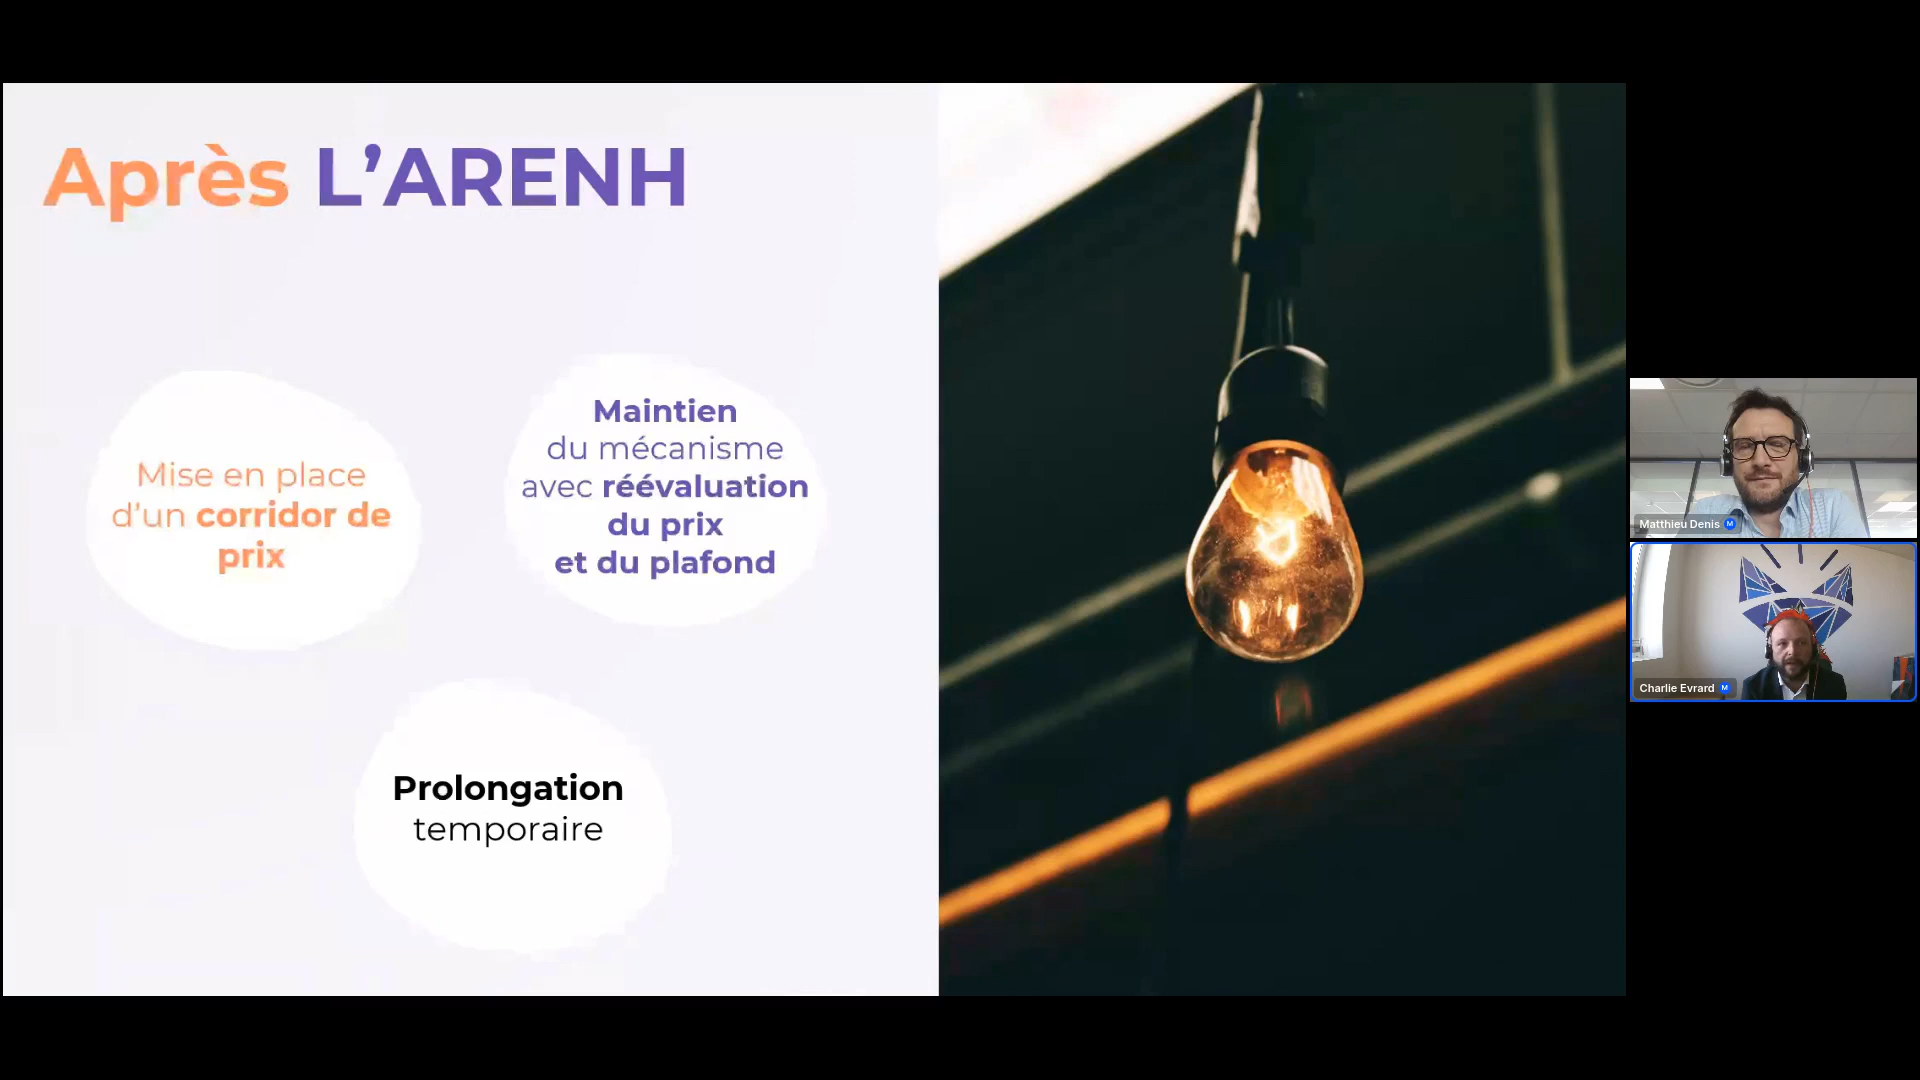 Après L’ARENH
Mise en place
d’un corridor de
prix
Maintien
du mécanisme
avec réévaluation
du prix
et du plafond
Prolongation
temporaire
Matthieu Denis M
Charlie Evrard M